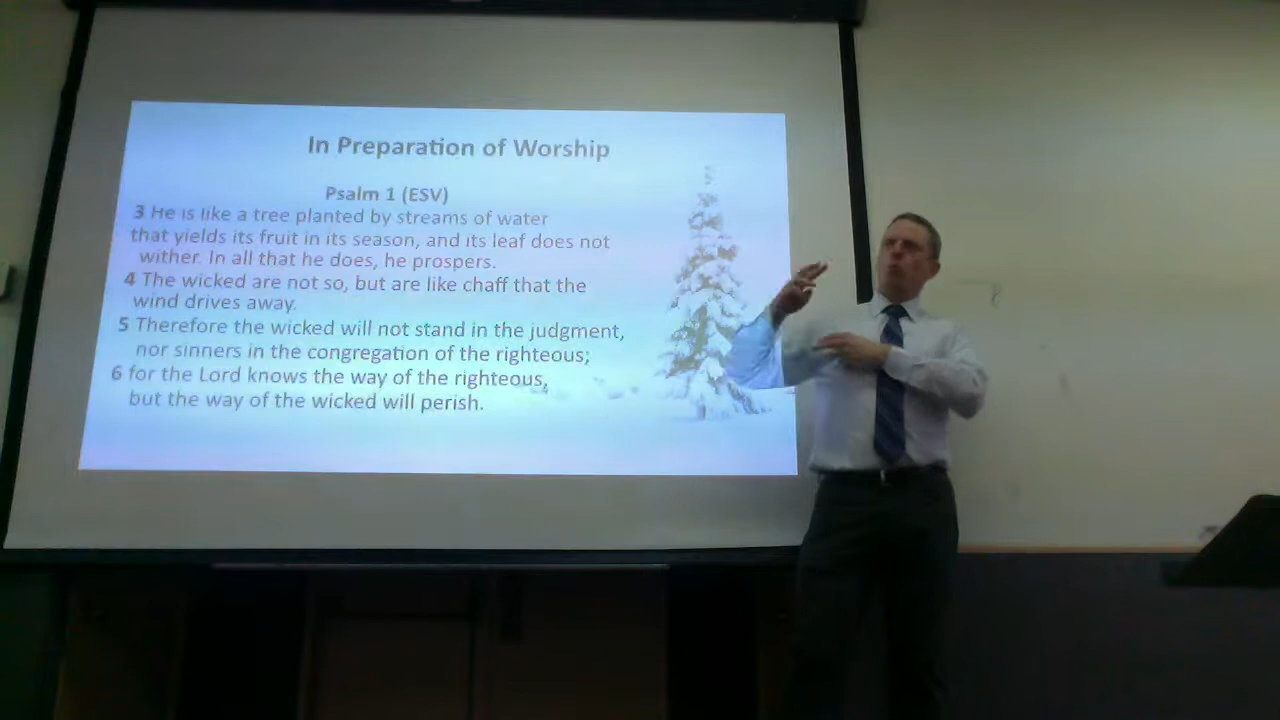 In Preparation of Worship
Psalm 1 (ESV)
3 He is like a tree planted by streams of water
that yields its fruit in its season, and its leaf does not
wither. In all that he does, he prospers.
4 The wicked are not so, but are like chaff that the
wind drives away.
5 Therefore the wicked will not stand in the judgment,
nor sinners in the congregation of the righteous;
6 for the Lord knows the way of the righteous,
but the way of the wicked will perish.